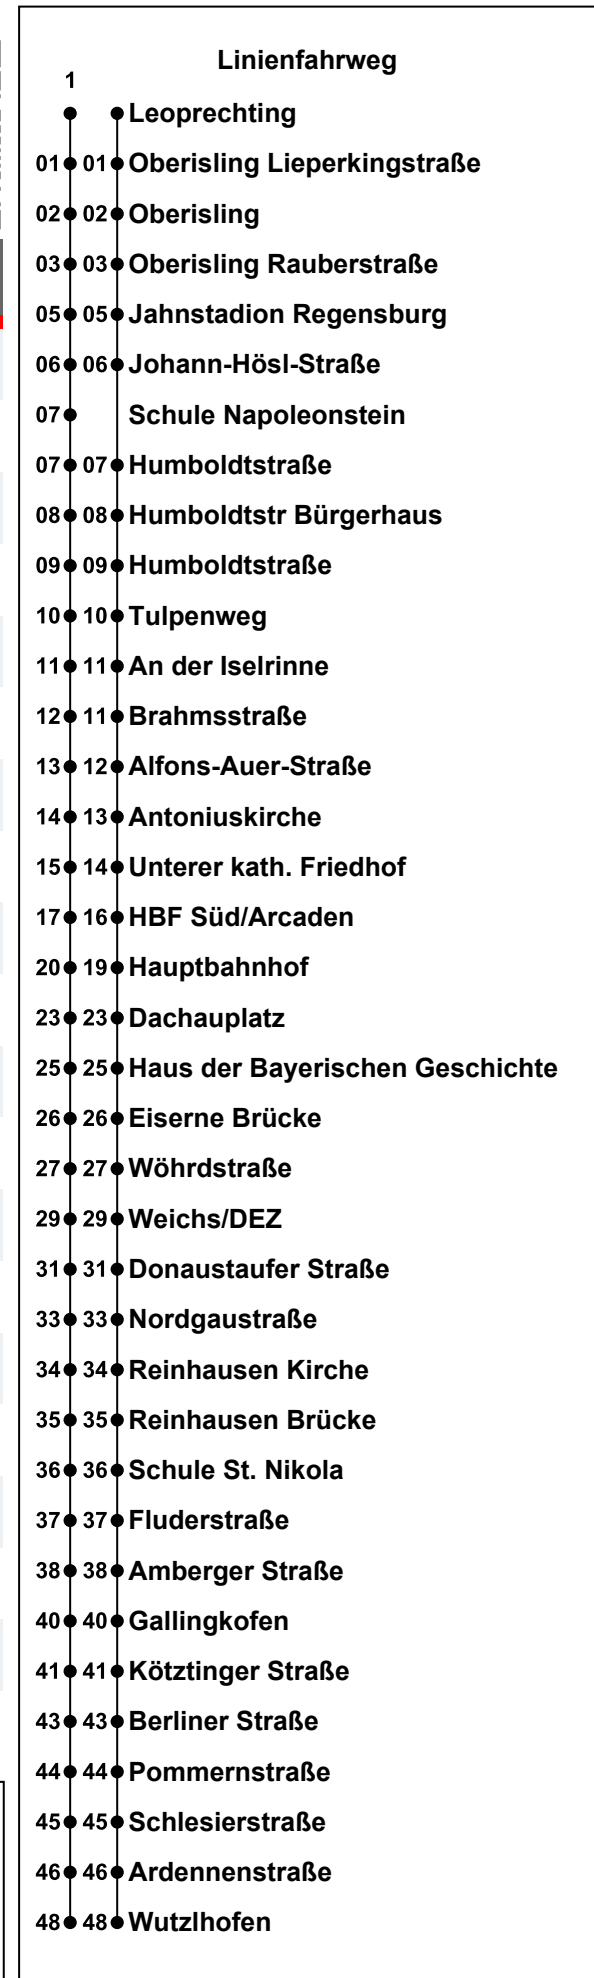 Linienfahrweg
1
Leoprechting
01 01 Oberisling Lieperkingstraße
02 02 Oberisling
03 03 Oberisling Rauberstraße
05 05 Jahnstadion Regensburg
06 06 Johann-Hösl-Straße
07 Schule Napoleonstein
07 07 Humboldtstraße
08 08 Humboldtstr Bürgerhaus
09 09 Humboldtstraße
10 10 Tulpenweg
11 11 An der Iselrinne
12 11 Brahmsstraße
13 12 Alfons-Auer-Straße
14 13 Antoniuskirche
15 14 Unterer kath. Friedhof
17 16 HBF Süd/Arcaden
20 19 Hauptbahnhof
23 23 Dachauplatz
25 25 Haus der Bayerischen Geschichte
26 26 Eiserne Brücke
27 27 Wöhrdstraße
29 29 Weichs/DEZ
31 31 Donaustaufer Straße
33 33 Nordgaustraße
34 34 Reinhausen Kirche
35 35 Reinhausen Brücke
36 36 Schule St. Nikola
37 37 Fluderstraße
38 38 Amberger Straße
40 40 Gallingkofen
41 41 Kötztinger Straße
43 43 Berliner Straße
44 44 Pommernstraße
45 45 Schlesierstraße
46 46 Ardennenstraße
48 48 Wutzlhofen